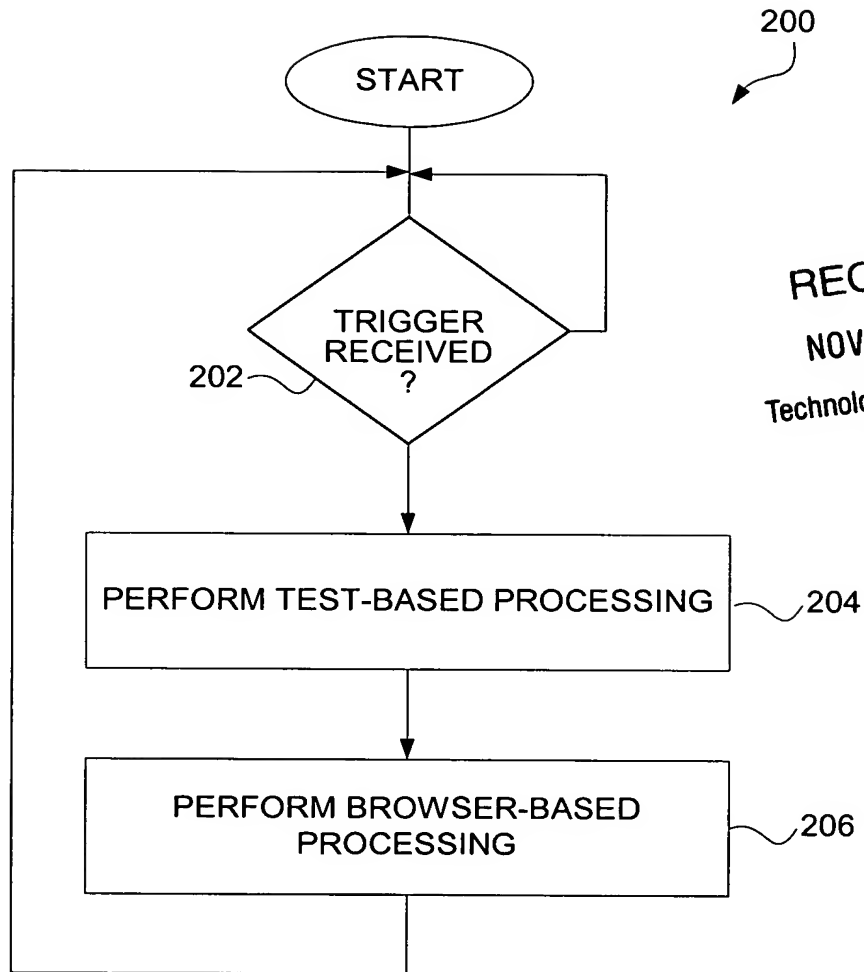 200
START
REC
NOV
Technolo
TRIGGER
RECEIVED
?
202
PERFORM TEST-BASED PROCESSING
204
PERFORM BROWSER-BASED
PROCESSING
206